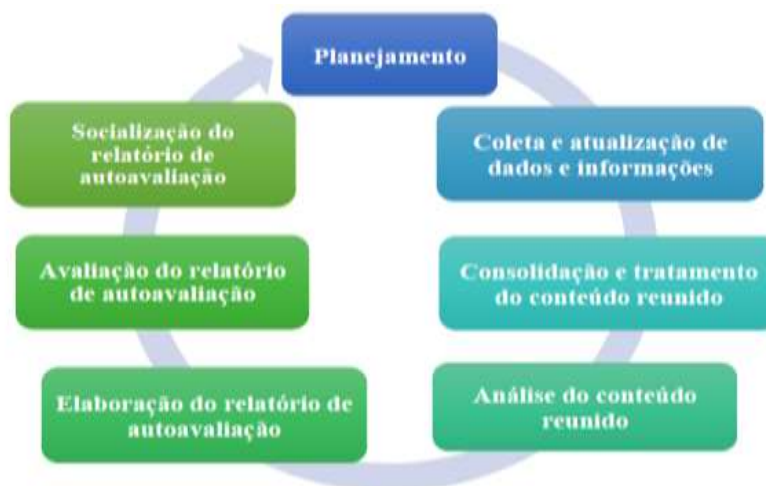 Planejamento
Coleta e atualização de
dados e informações
Consolidação e tratamento
do conteúdo reunido
Análise do conteúdo
reunido
Elaboração do relatório de
autoavaliação
Avaliação do relatório
de autoavaliação
Socialização do
relatório de
autoavaliação